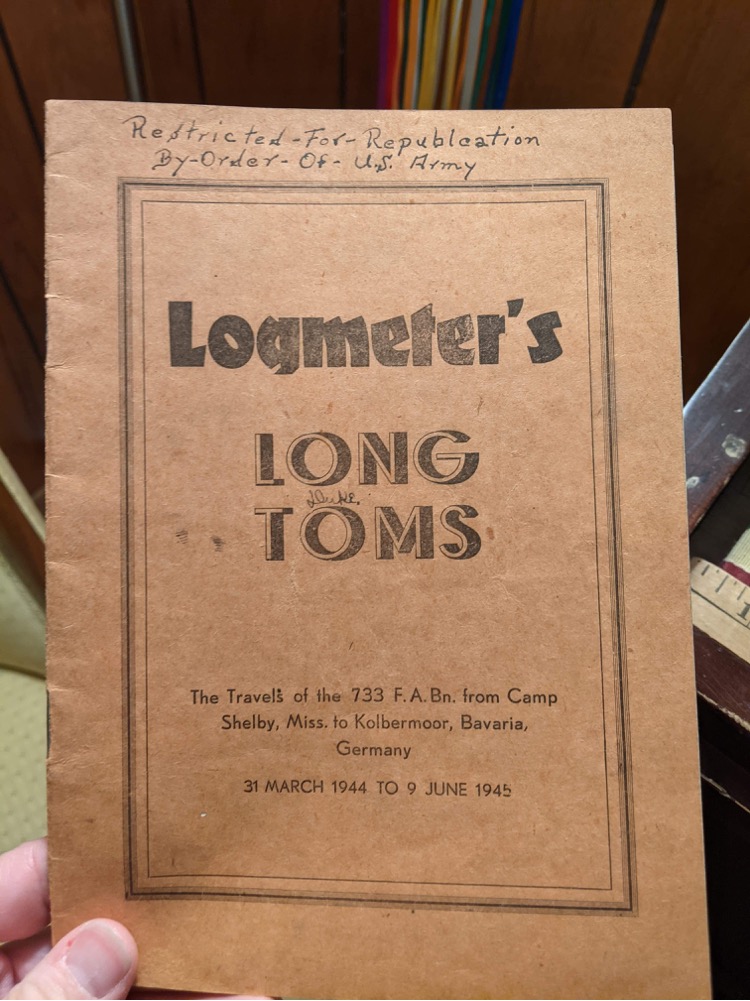 Restricted-For-Republcation
By-Order-Of-U.S. Army
Logmeter's
LONG
TOMS
The Travels of the 733 F.A.Bn. from Camp
Shelby, Miss. to Kolbermoor, Bavaria,
Germany
31 MARCH 1944 TO 9 JUNE 1945